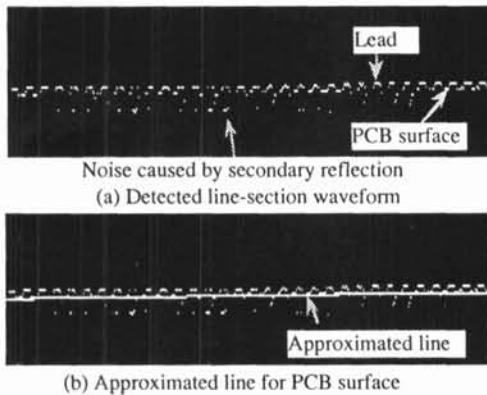 Lead
PCB surface
Noise caused by secondary reflection
(a) Detected line-section waveform
Approximated line
(b) Approximated line for PCB surface